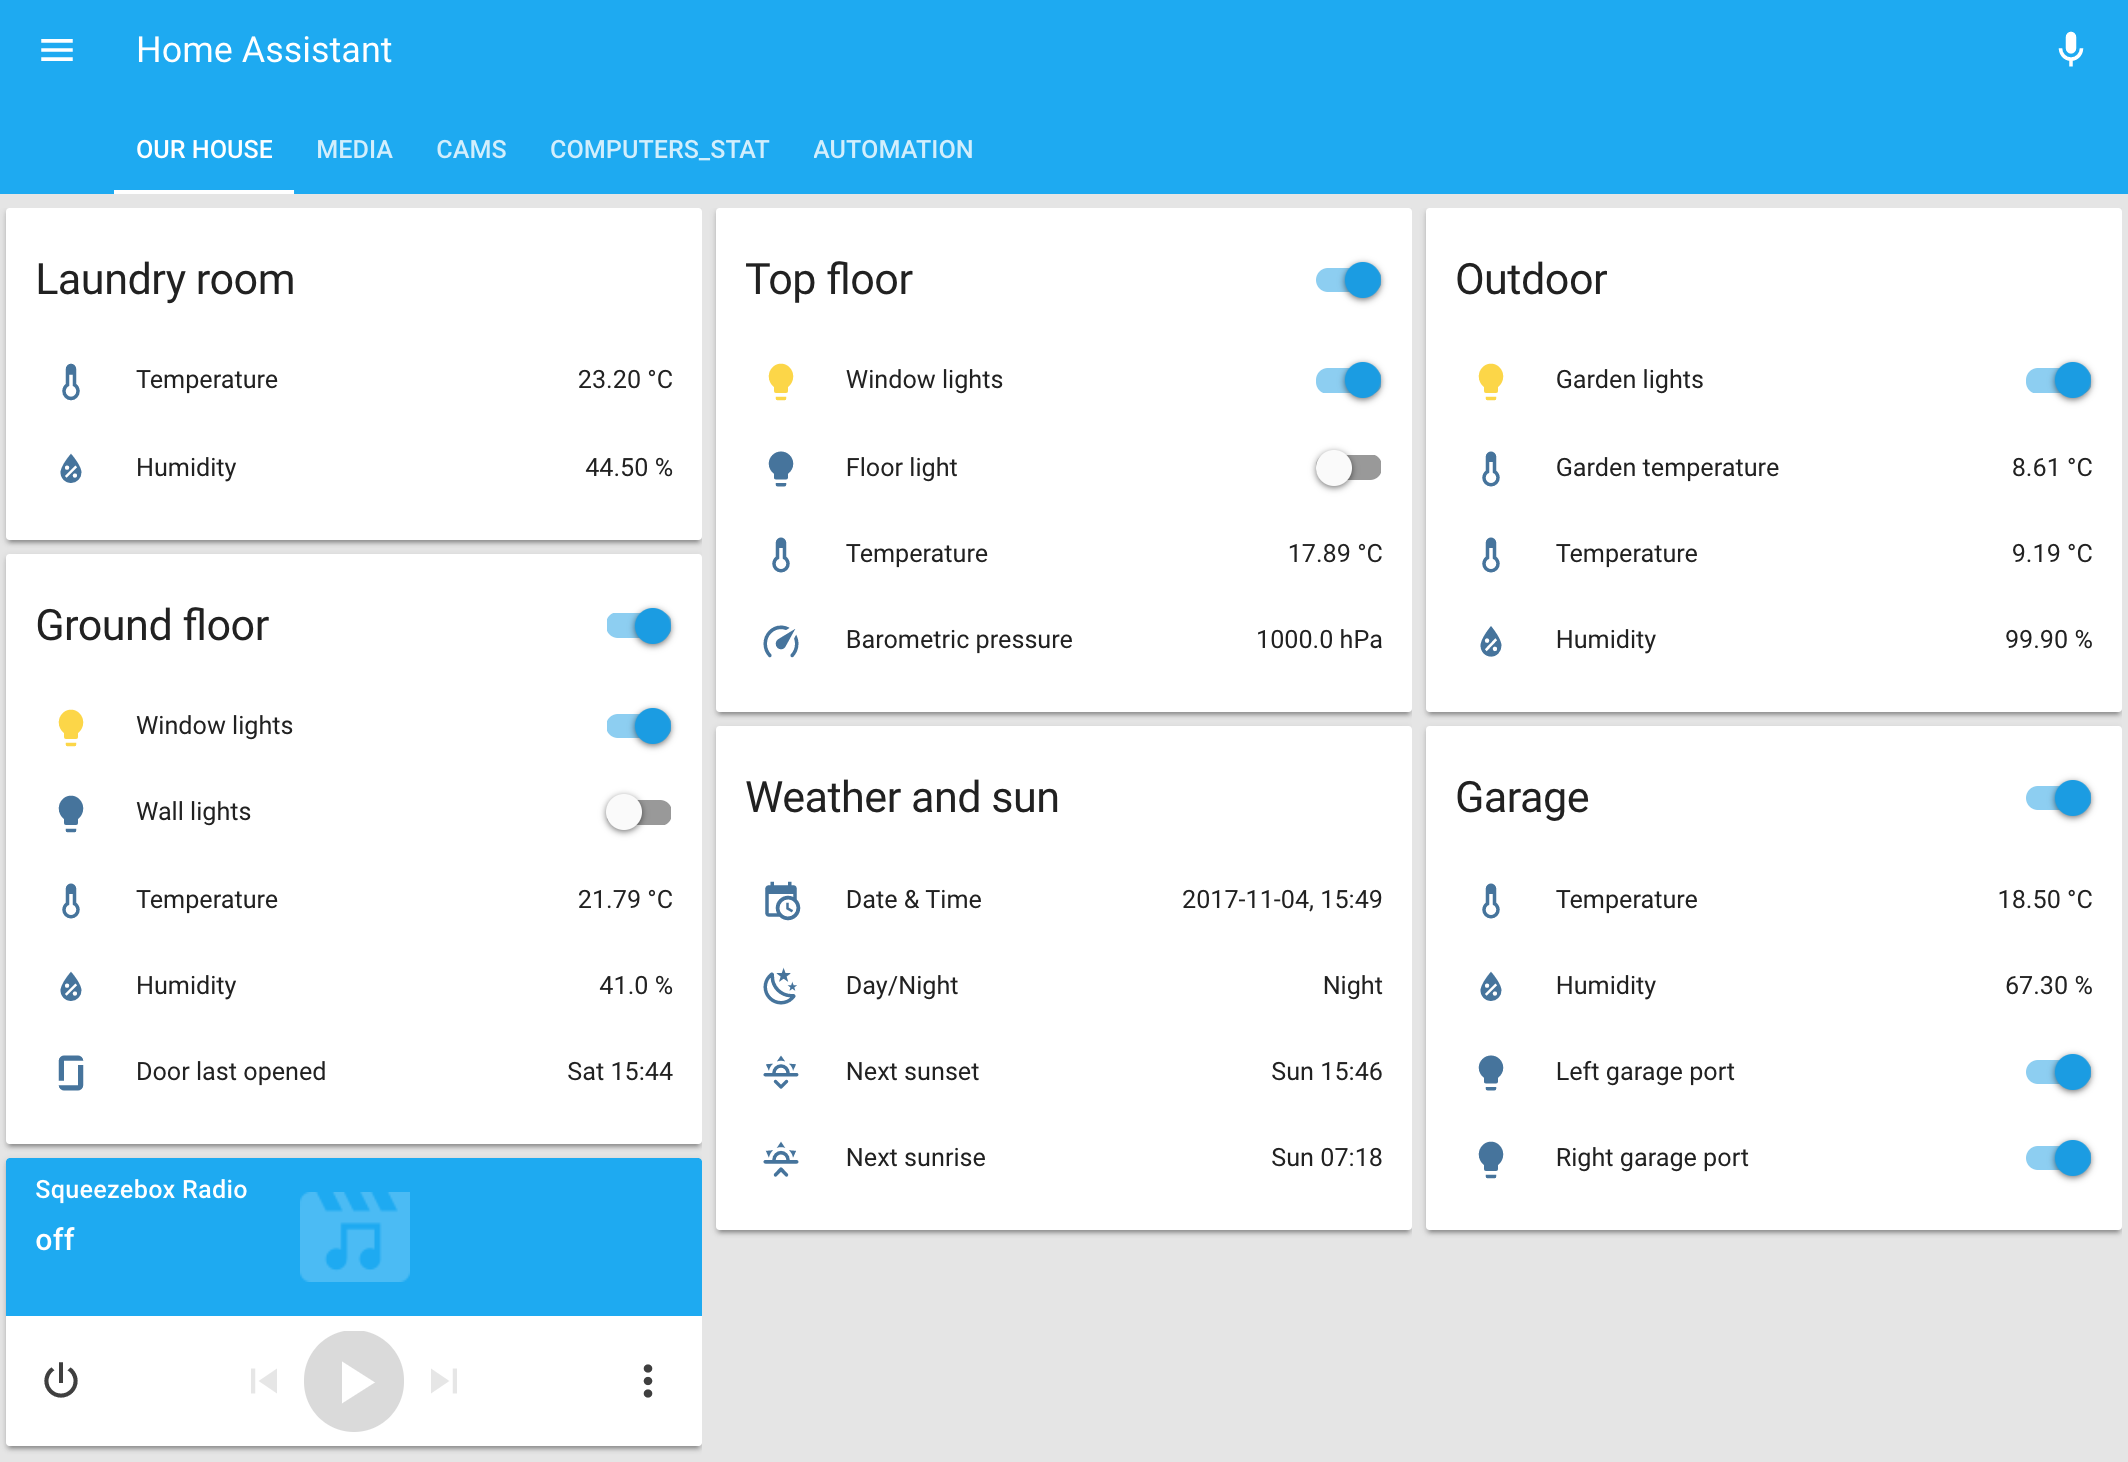 Home Assistant
OUR HOUSE MEDIA CAMS COMPUTERS_STAT AUTOMATION
Laundry room
Temperature 23.20 °C
Humidity 44.50 %
Ground floor
Window lights
Wall lights
Temperature 21.79 °C
Humidity 41.0 %
Door last opened Sat 15:44
Squeezebox Radio
off
Top floor
Window lights
Floor light
Temperature 17.89 °C
Barometric pressure 1000.0 hPa
Weather and sun
Date & Time 2017-11-04, 15:49
Day/Night Night
Next sunset Sun 15:46
Next sunrise Sun 07:18
Outdoor
Garden lights
Garden temperature 8.61 °C
Temperature 9.19 °C
Humidity 99.90 %
Garage
Temperature 18.50 °C
Humidity 67.30 %
Left garage port
Right garage port